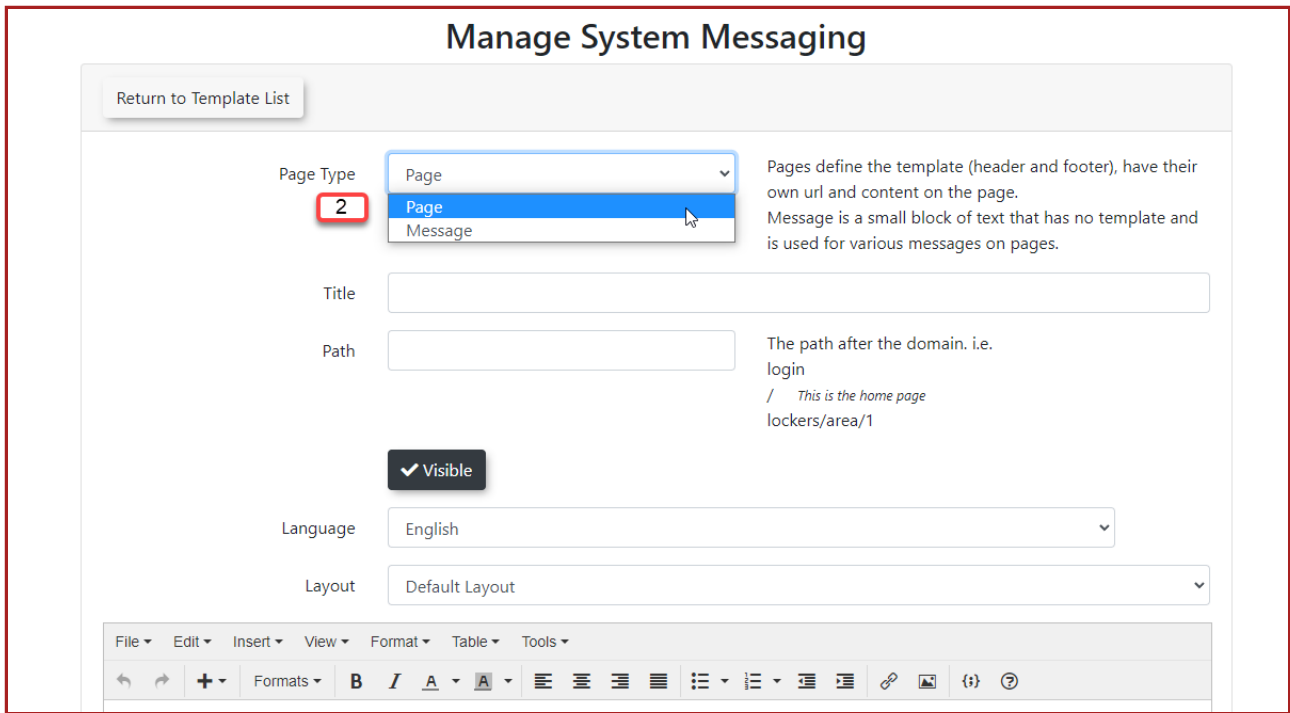 Manage System Messaging
Return to Template List
Page Type
Page
2
Page
Message
Pages define the template (header and footer), have their
own url and content on the page.
Message is a small block of text that has no template and
is used for various messages on pages.
Title
Path
The path after the domain. i.e.
login
/ This is the home page
lockers/area/1
Visible
Language
English
Layout
Default Layout
File Edit Insert View Format Table Tools
Formats B I A A